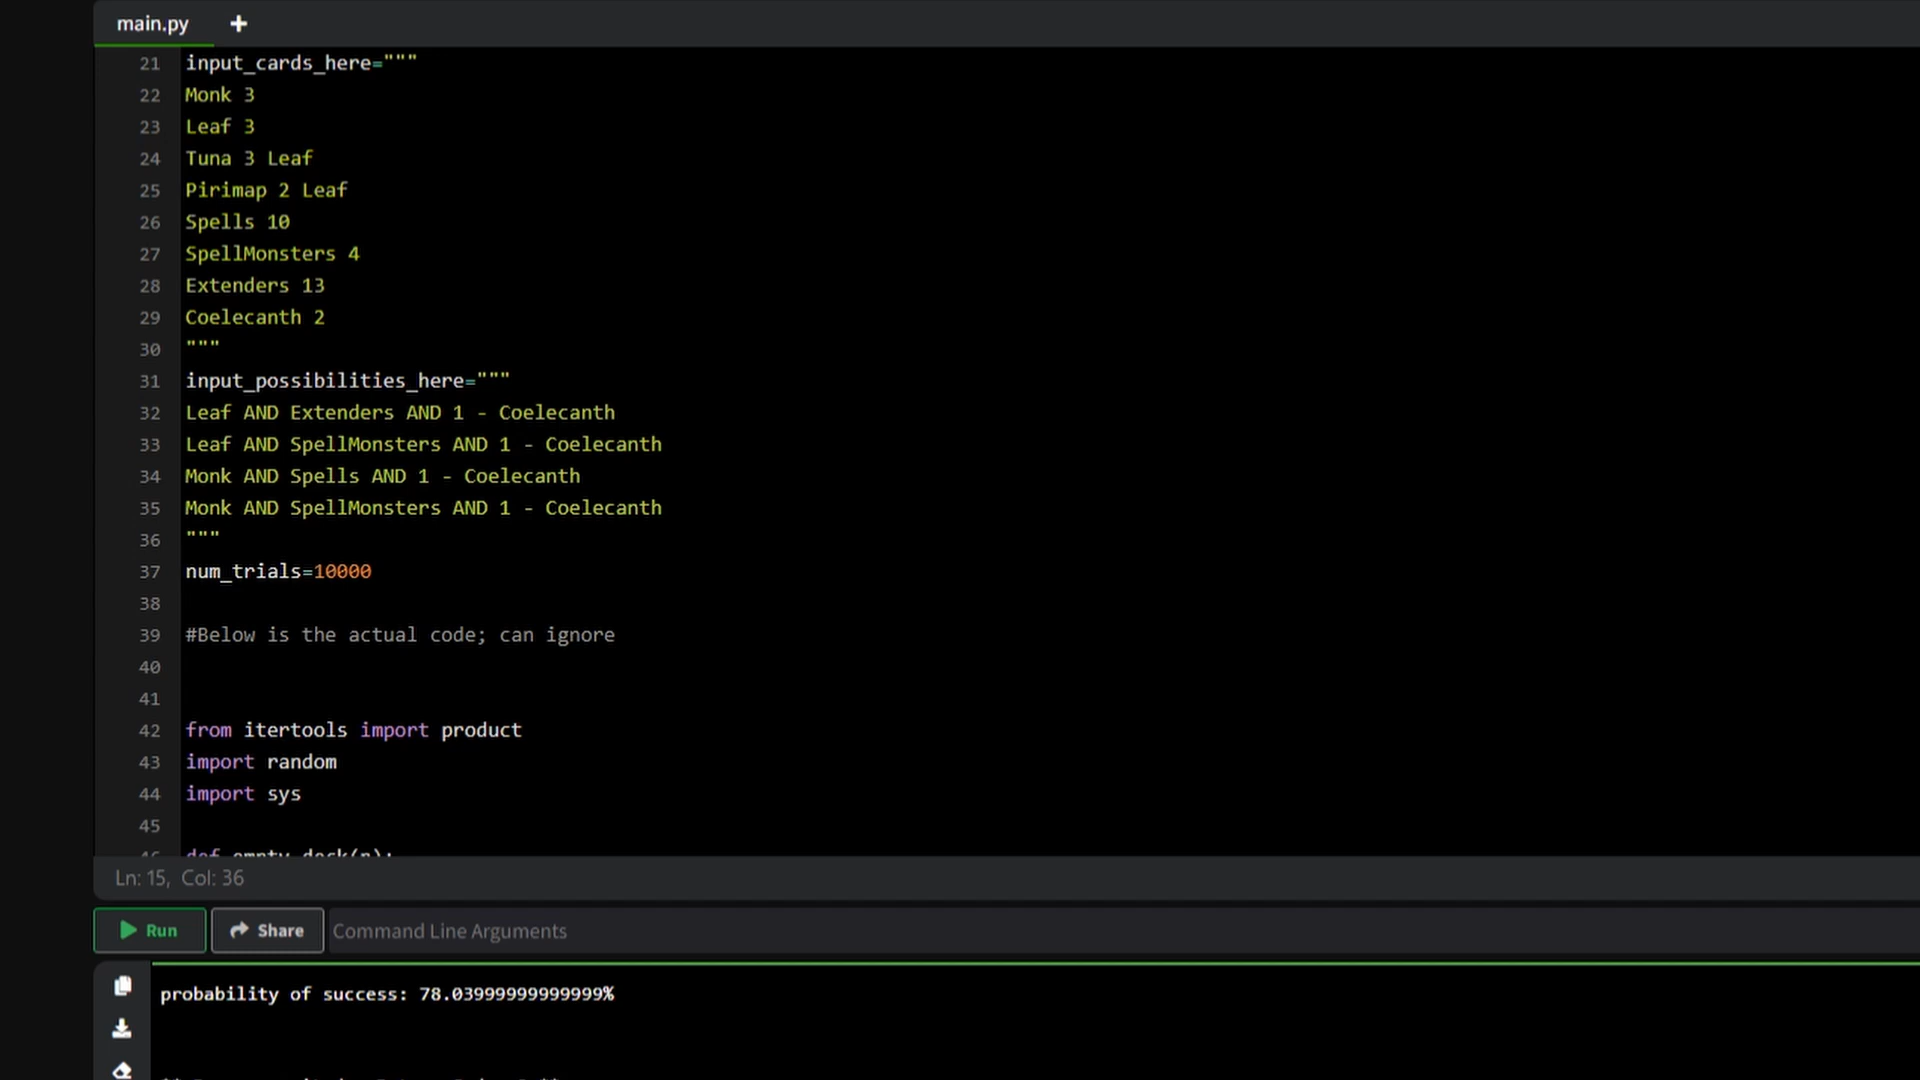 main.py +
21 input_cards_here="""
22 Monk 3
23 Leaf 3
24 Tuna 3 Leaf
25 Pirimap 2 Leaf
26 Spells 10
27 SpellMonsters 4
28 Extenders 13
29 Coelecanth 2
30 """
31 input_possibilities_here="""
32 Leaf AND Extenders AND 1 - Coelecanth
33 Leaf AND SpellMonsters AND 1 - Coelecanth
34 Monk AND Spells AND 1 - Coelecanth
35 Monk AND SpellMonsters AND 1 - Coelecanth
36 """
37 num_trials=10000
38
39 #Below is the actual code; can ignore
40
41
42 from itertools import product
43 import random
44 import sys
45
46 def empty_deck(n):
Ln: 15, Col: 36
Run Share Command Line Arguments
probability of success: 78.03999999999999%